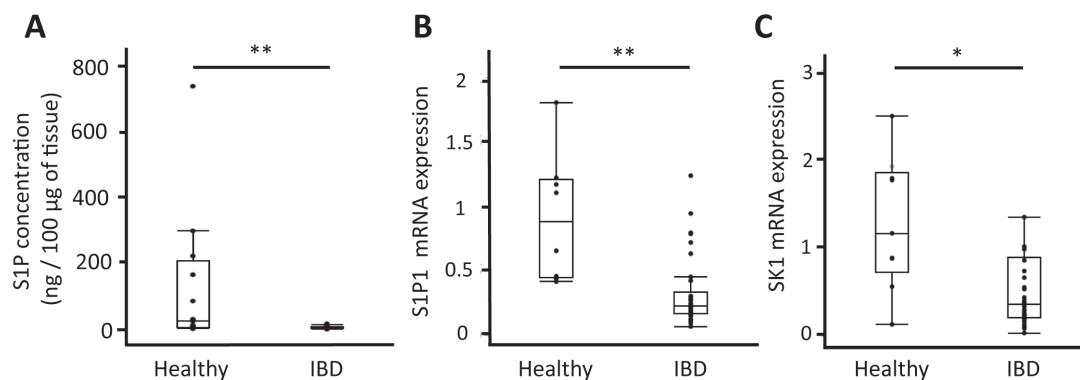 A
**
800
600
400
200
0
S1P concentration
(ng / 100 µg of tissue)
Healthy IBD
B
**
2
1.5
1
0.5
0
S1P1 mRNA expression
Healthy IBD
C
*
3
2
1
0
SK1 mRNA expression
Healthy IBD